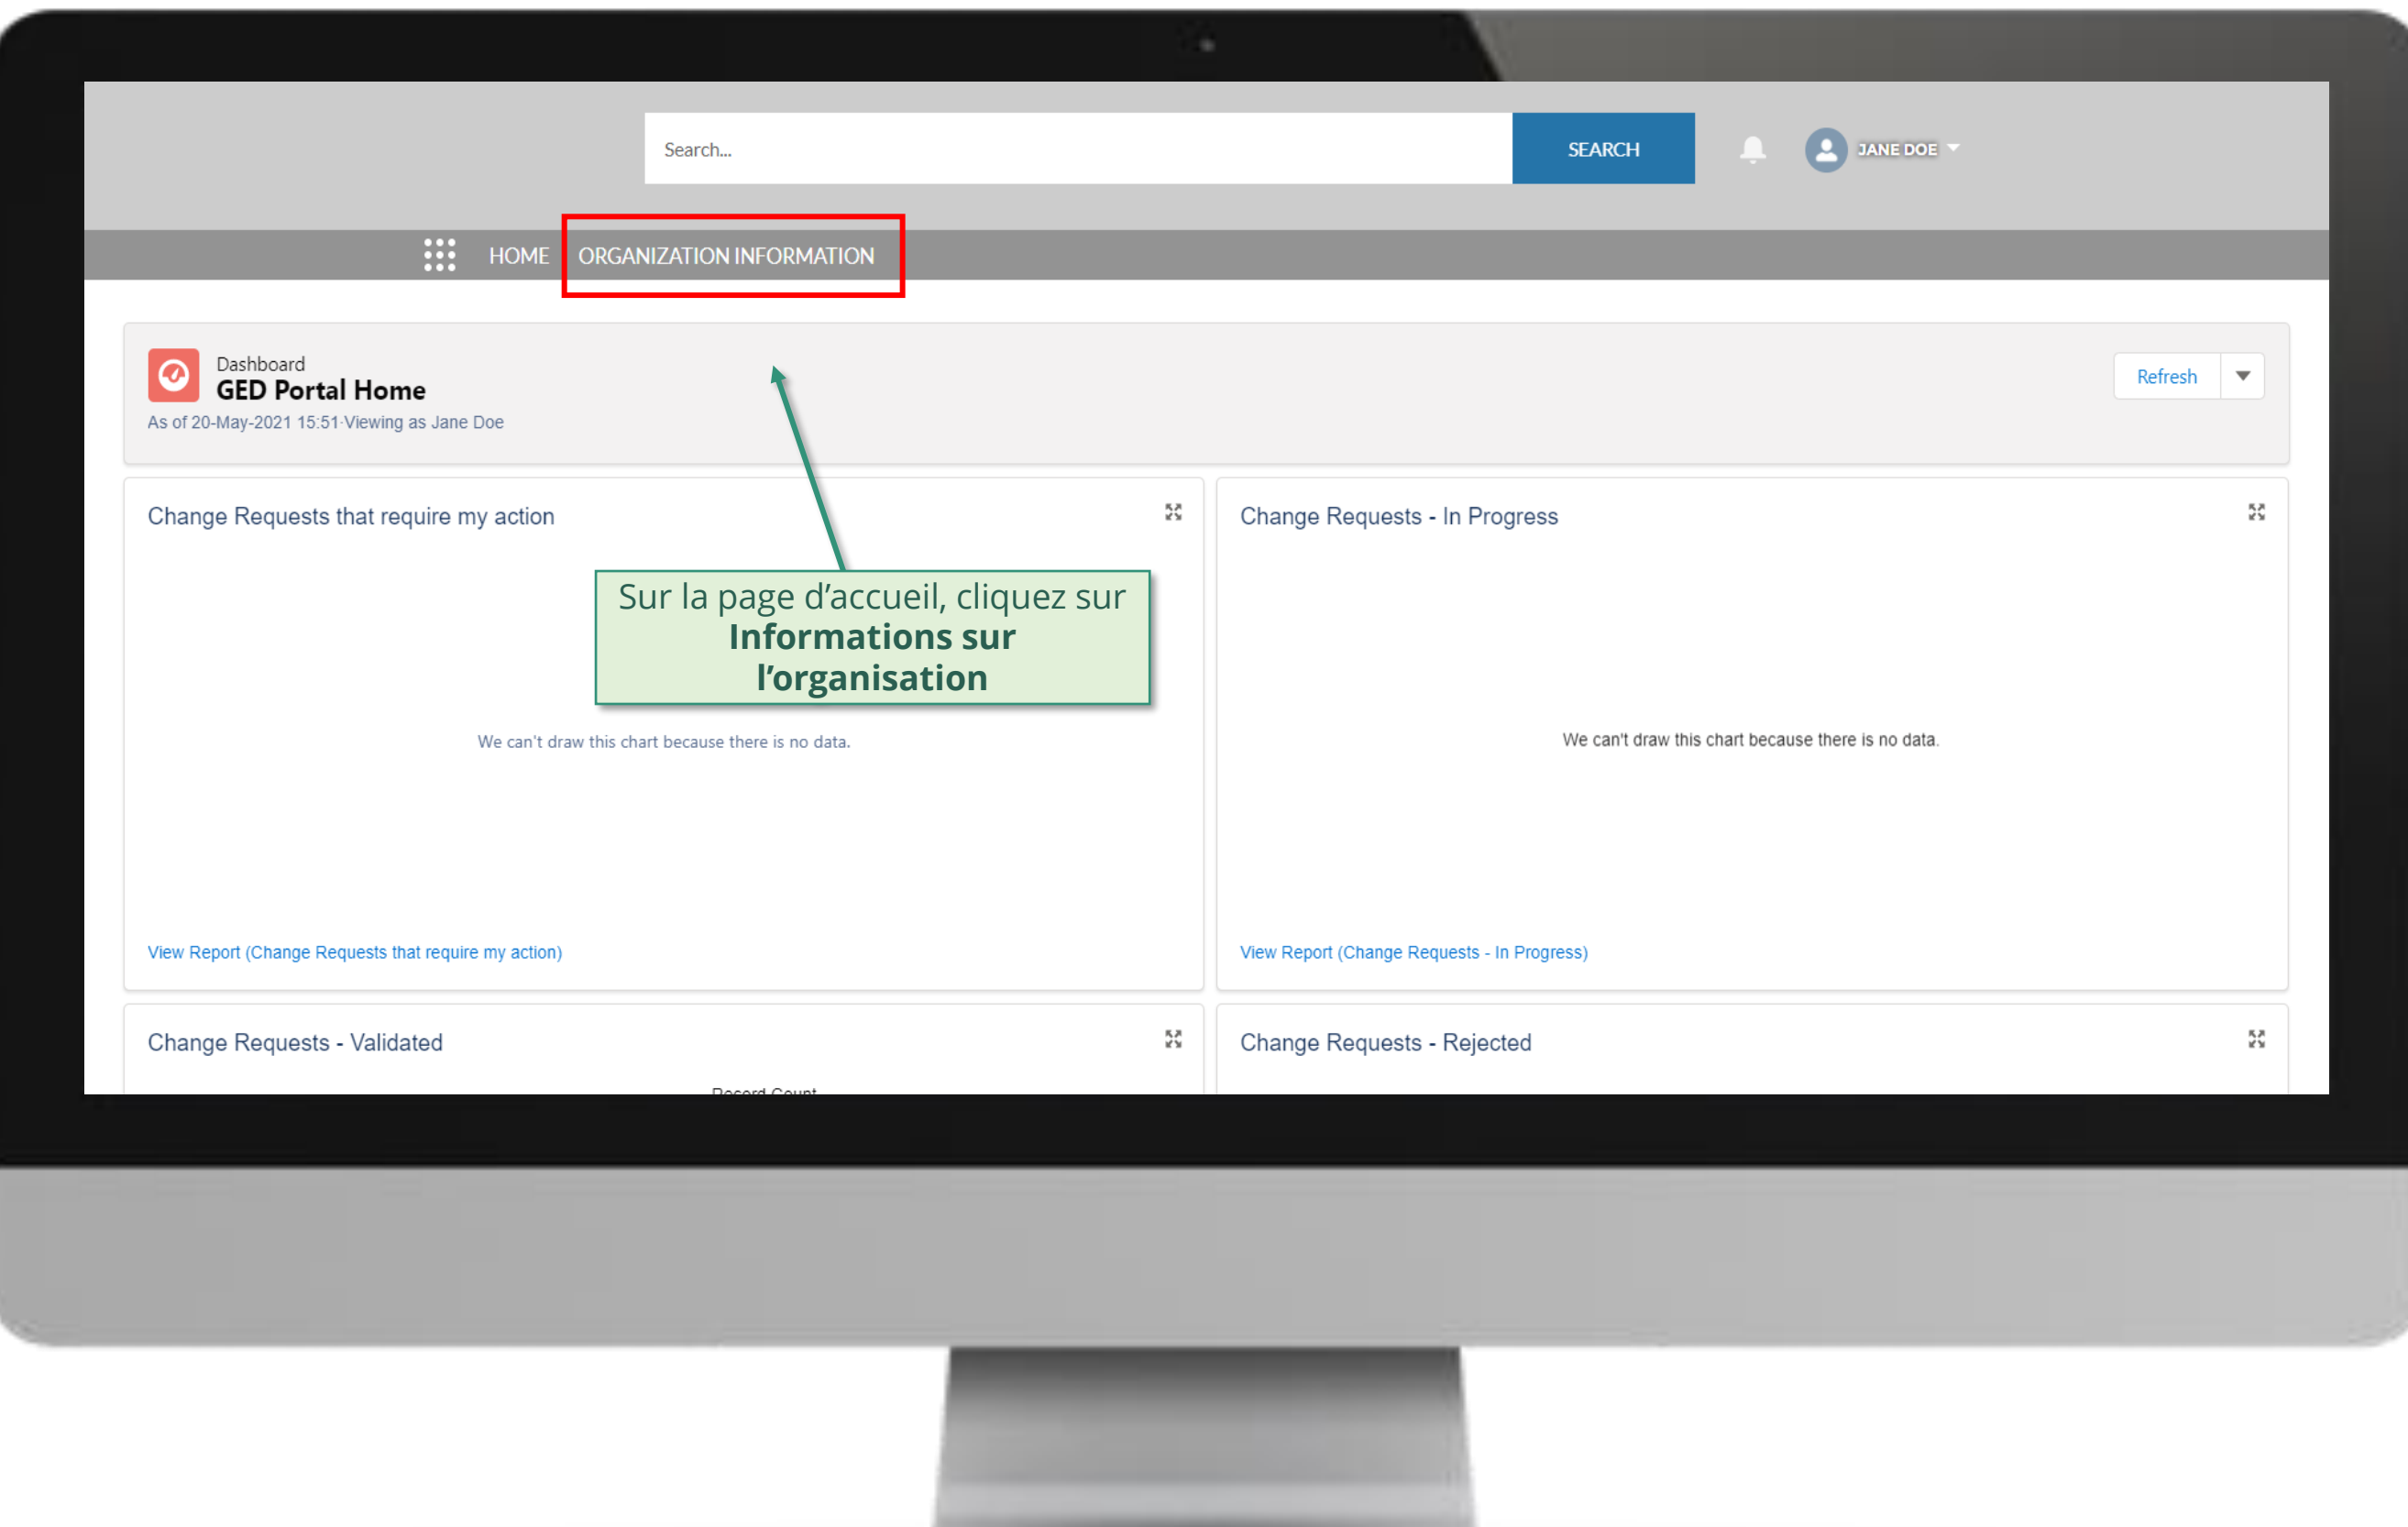 Search...
SEARCH
JANE DOE
HOME
ORGANIZATION INFORMATION
Dashboard
GED Portal Home
As of 20-May-2021 15:51·Viewing as Jane Doe
Refresh
Change Requests that require my action
Sur la page d’accueil, cliquez sur
Informations sur
l’organisation
We can't draw this chart because there is no data.
View Report (Change Requests that require my action)
Change Requests - In Progress
We can't draw this chart because there is no data.
View Report (Change Requests - In Progress)
Change Requests - Validated
Record Count
Change Requests - Rejected